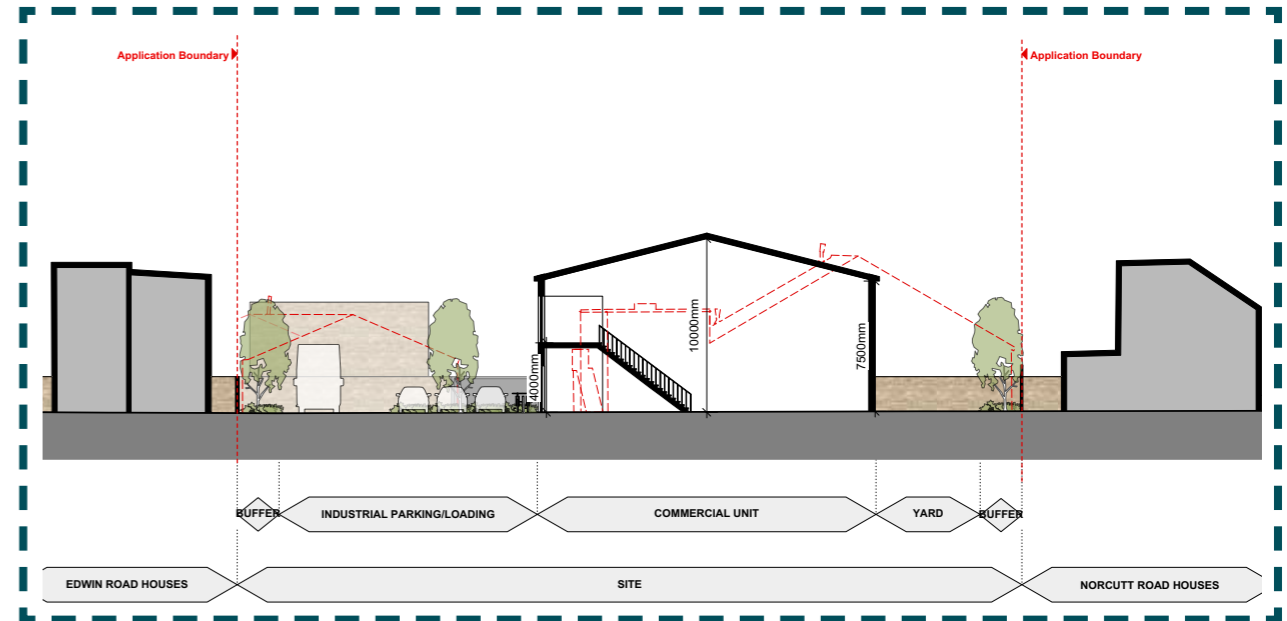 Application Boundary
Application Boundary
4000mm
10000mm
7500mm
BUFFER
INDUSTRIAL PARKING/LOADING
COMMERCIAL UNIT
YARD
BUFFER
EDWIN ROAD HOUSES
SITE
NORCUTT ROAD HOUSES